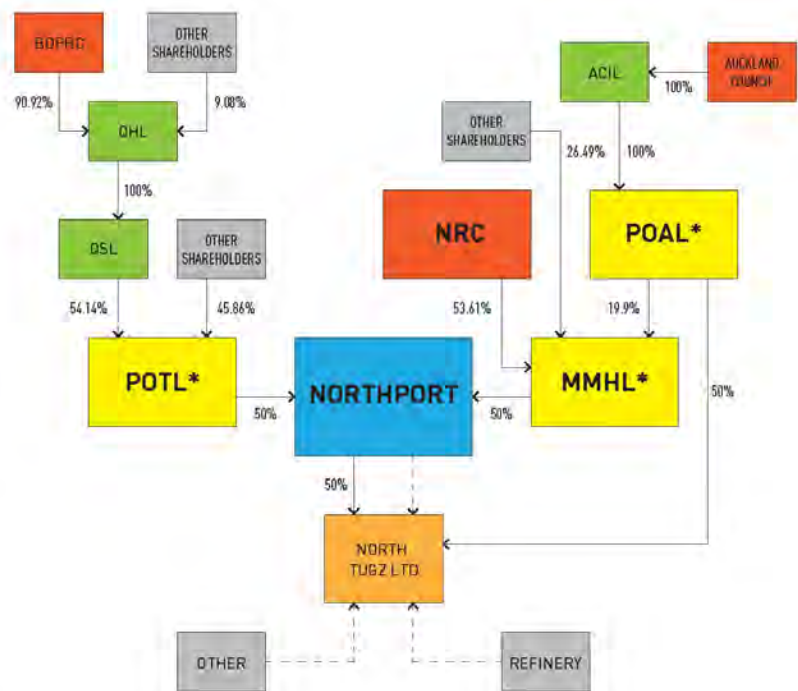 BOPRC
OTHER
SHAREHOLDERS
ACIL
AUCKLAND
COUNCIL
100%
90.92%
9.08%
QHL
OTHER
SHAREHOLDERS
26.49%
100%
100%
NRC
POAL*
QSL
OTHER
SHAREHOLDERS
54.14%
45.86%
53.61%
19.9%
POTL*
NORTHPORT
MMHL*
50%
50%
50%
50%
NORTH
TUGZ LTD
OTHER
REFINERY